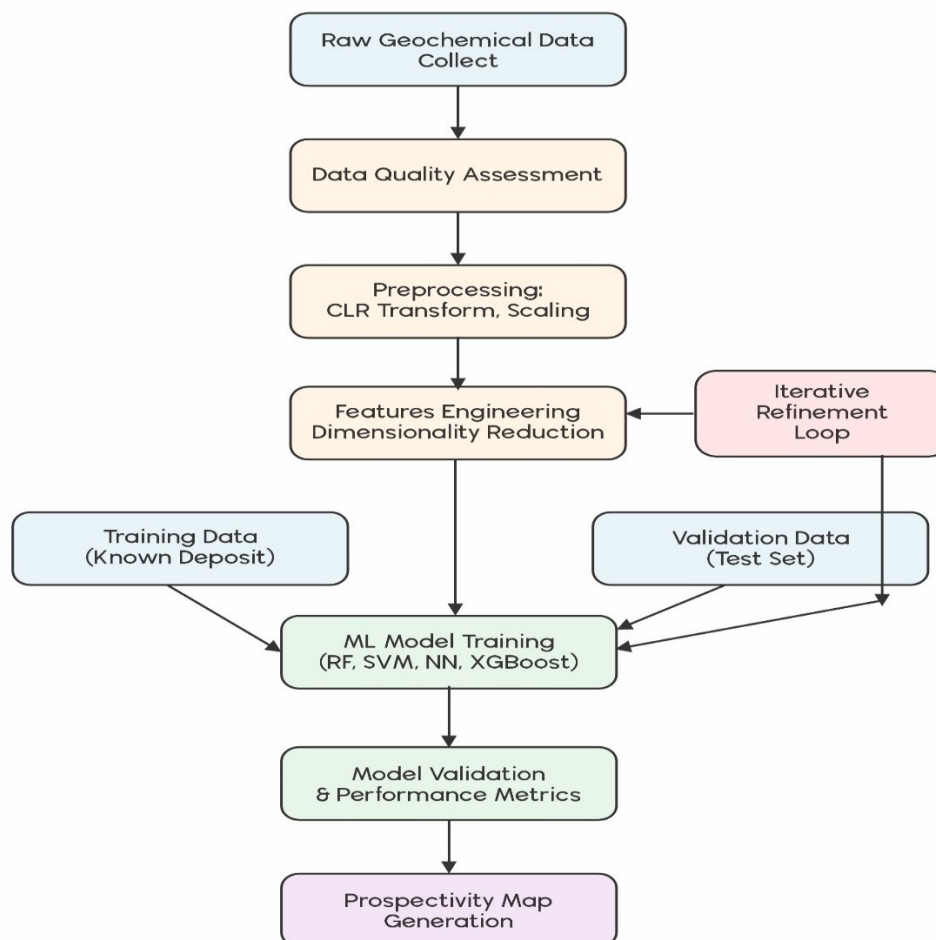 Raw Geochemical Data
Collect
Data Quality Assessment
Preprocessing:
CLR Transform, Scaling
Features Engineering
Dimensionality Reduction
Iterative
Refinement
Loop
Training Data
(Known Deposit)
Validation Data
(Test Set)
ML Model Training
(RF, SVM, NN, XGBoost)
Model Validation
& Performance Metrics
Prospectivity Map
Generation